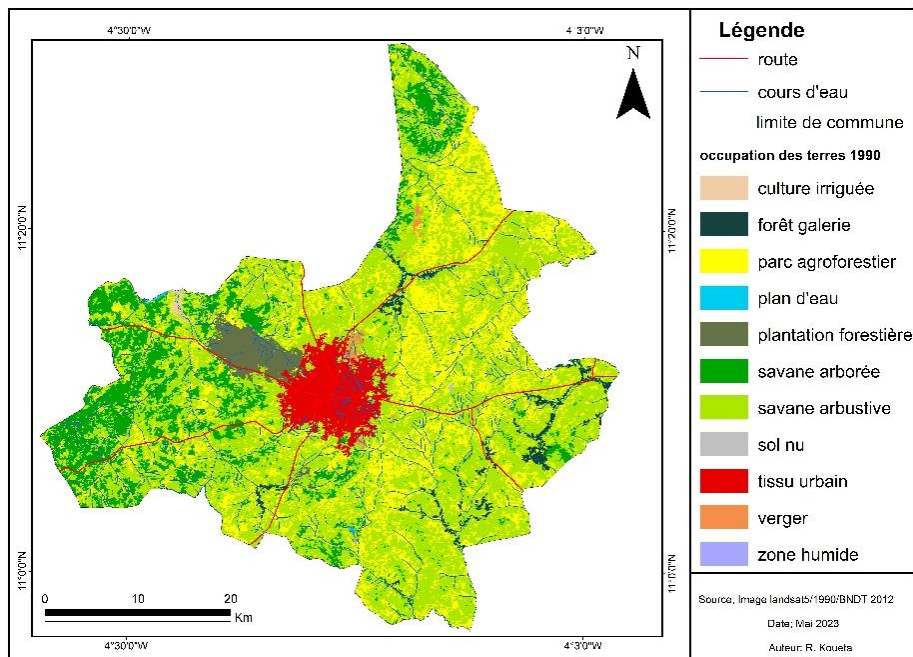 4°30'0"W
4°3'0"W
N
11°20'0"N
11°20'0"N
11°0'0"N
11°0'0"N
0 10 20
Km
4°30'0"W
4°3'0"W
Légende
route
cours d'eau
limite de commune
occupation des terres 1990
culture irriguée
forêt galerie
parc agroforestier
plan d'eau
plantation forestière
savane arborée
savane arbustive
sol nu
tissu urbain
verger
zone humide
Source, Image landsat5/1990/BNDT 2012
Date; Mai 2023
Auteur: R. Koueta